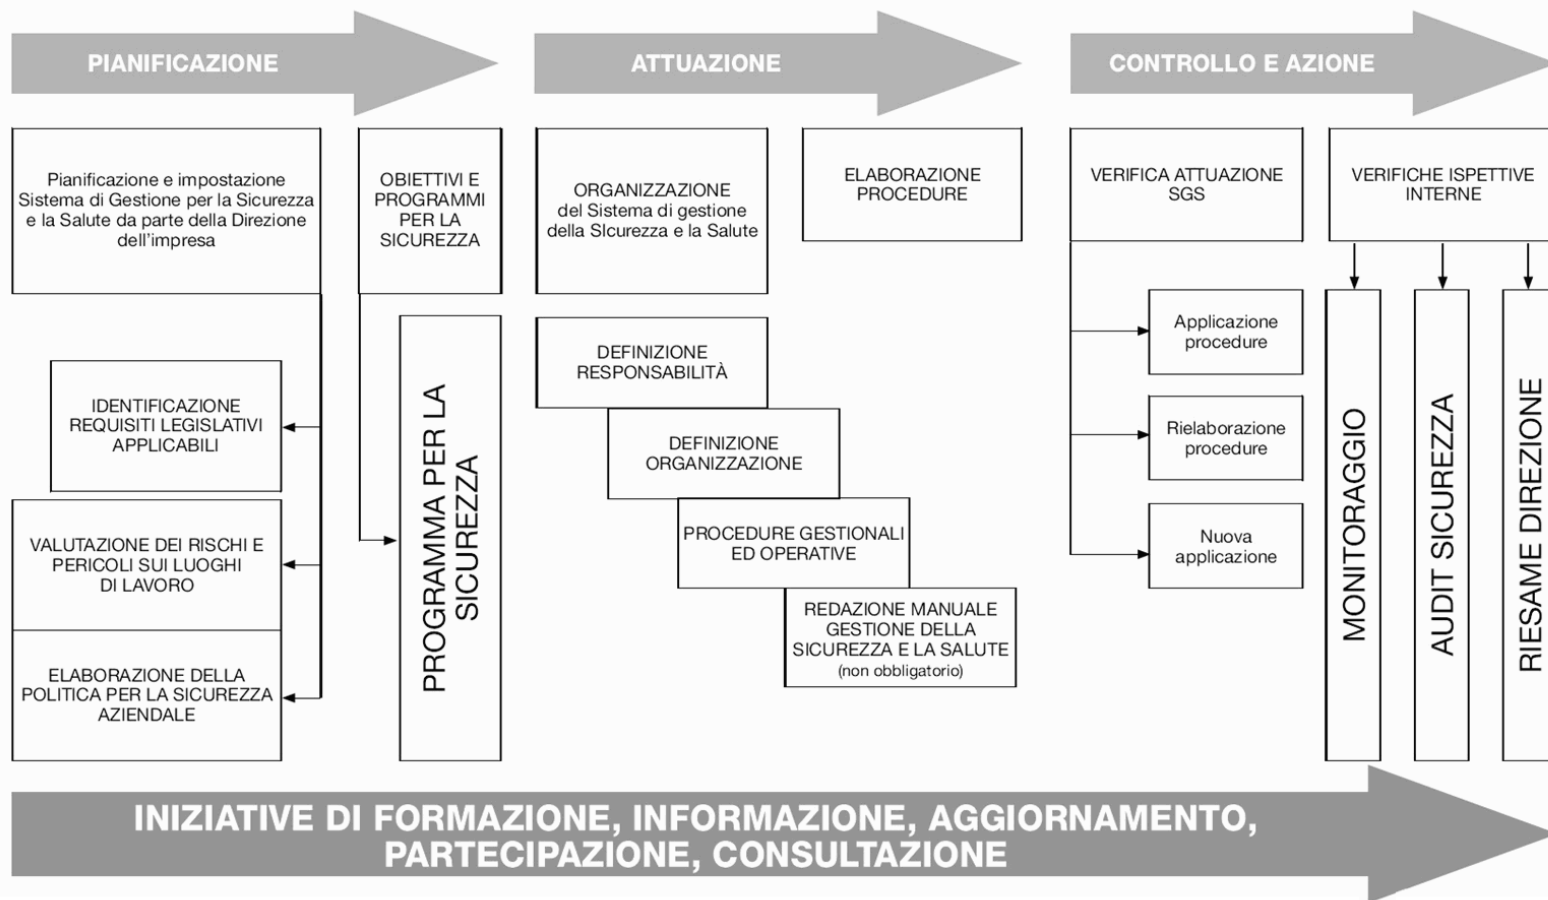 PIANIFICAZIONE
ATTUAZIONE
CONTROLLO E AZIONE
Pianificazione e impostazione
Sistema di Gestione per la Sicurezza
e la Salute da parte della Direzione
dell'impresa
OBIETTIVI E
PROGRAMMI
PER LA
SICUREZZA
ORGANIZZAZIONE
del Sistema di gestione
della SIcurezza e la Salute
ELABORAZIONE
PROCEDURE
VERIFICA ATTUAZIONE
SGS
VERIFICHE ISPETTIVE
INTERNE
IDENTIFICAZIONE
REQUISITI LEGISLATIVI
APPLICABILI
VALUTAZIONE DEI RISCHI E
PERICOLI SUI LUOGHI
DI LAVORO
ELABORAZIONE DELLA
POLITICA PER LA SICUREZZA
AZIENDALE
PROGRAMMA PER LA
SICUREZZA
DEFINIZIONE
RESPONSABILITÀ
DEFINIZIONE
ORGANIZZAZIONE
PROCEDURE GESTIONALI
ED OPERATIVE
REDAZIONE MANUALE
GESTIONE DELLA
SICUREZZA E LA SALUTE
(non obbligatorio)
Applicazione
procedure
Rielaborazione
procedure
Nuova
applicazione
MONITORAGGIO
AUDIT SICUREZZA
RIESAME DIREZIONE
INIZIATIVE DI FORMAZIONE, INFORMAZIONE, AGGIORNAMENTO,
PARTECIPAZIONE, CONSULTAZIONE